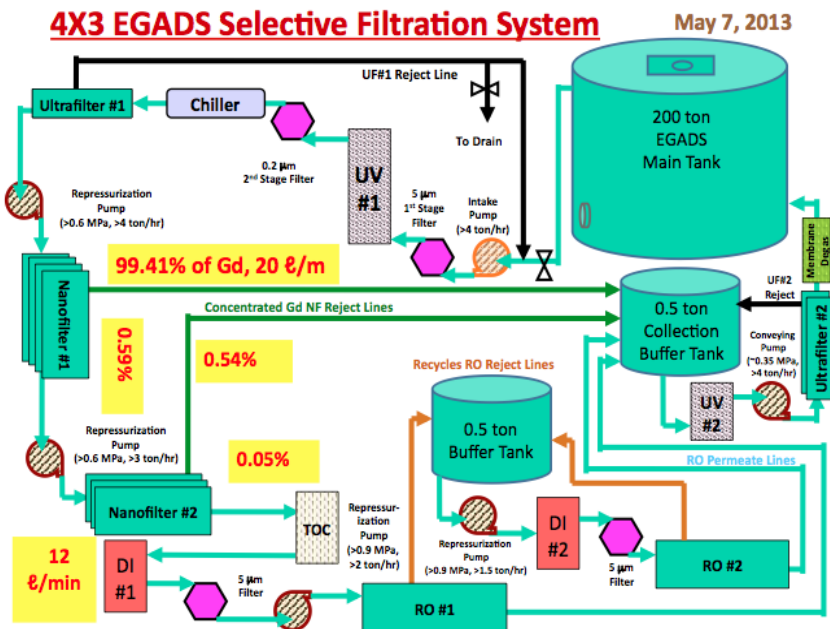 4X3 EGADS Selective Filtration System
May 7, 2013
UF#1 Reject Line
Ultrafilter #1
Chiller
To Drain
0.2 µm
2nd Stage Filter
UV
#1
5 µm
1st Stage
Filter
Intake
Pump
(>4 ton/hr)
200 ton
EGADS
Main Tank
Repressurization
Pump
(>0.6 MPa, >4 ton/hr)
Membrane
Degas
99.41% of Gd, 20 ℓ/m
UF#2
Reject
Nanofilter #1
Concentrated Gd NF Reject Lines
0.5 ton
Collection
Buffer Tank
Conveying
Pump
(~0.35 MPa,
>4 ton/hr)
Ultrafilter #2
0.59%
0.54%
Recycles RO Reject Lines
UV
#2
Repressurization
Pump
(>0.6 MPa, >3 ton/hr)
0.5 ton
Buffer Tank
0.05%
RO Permeate Lines
Nanofilter #2
TOC
Repressur-
ization
Pump
(>0.9 MPa,
>2 ton/hr)
Repressurization
Pump
(>0.9 MPa, >1.5 ton/hr)
DI
#2
5 µm
Filter
RO #2
12
ℓ/min
DI
#1
5 µm
Filter
RO #1